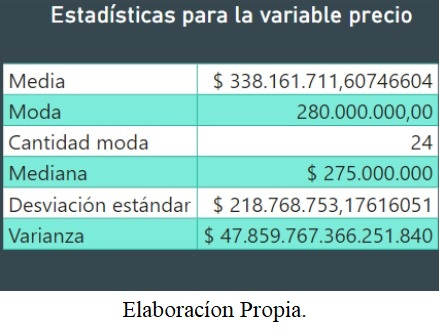 Estadísticas para la variable precio
Media $ 338.161.711,60746604
Moda 280.000.000,00
Cantidad moda 24
Mediana $ 275.000.000
Desviación estándar $ 218.768.753,17616051
Varianza $ 47.859.767.366.251.840
Elaboracíon Propia.